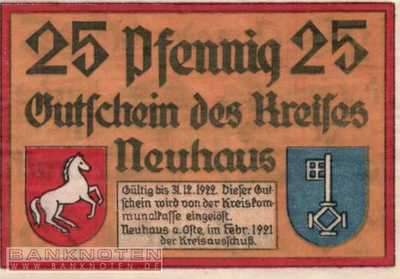 25 Pfennig 25
Gutschein des Kreises
Neuhaus
Gültig bis 31.12.1922. Dieser Gut-
schein wird von der Kreiskom-
munalkasse eingelöst.
Neuhaus a. Oste, im Febr. 1921
der Kreisausschuß.
BANKNOTEN
WWW.BANKNOTEN.DE